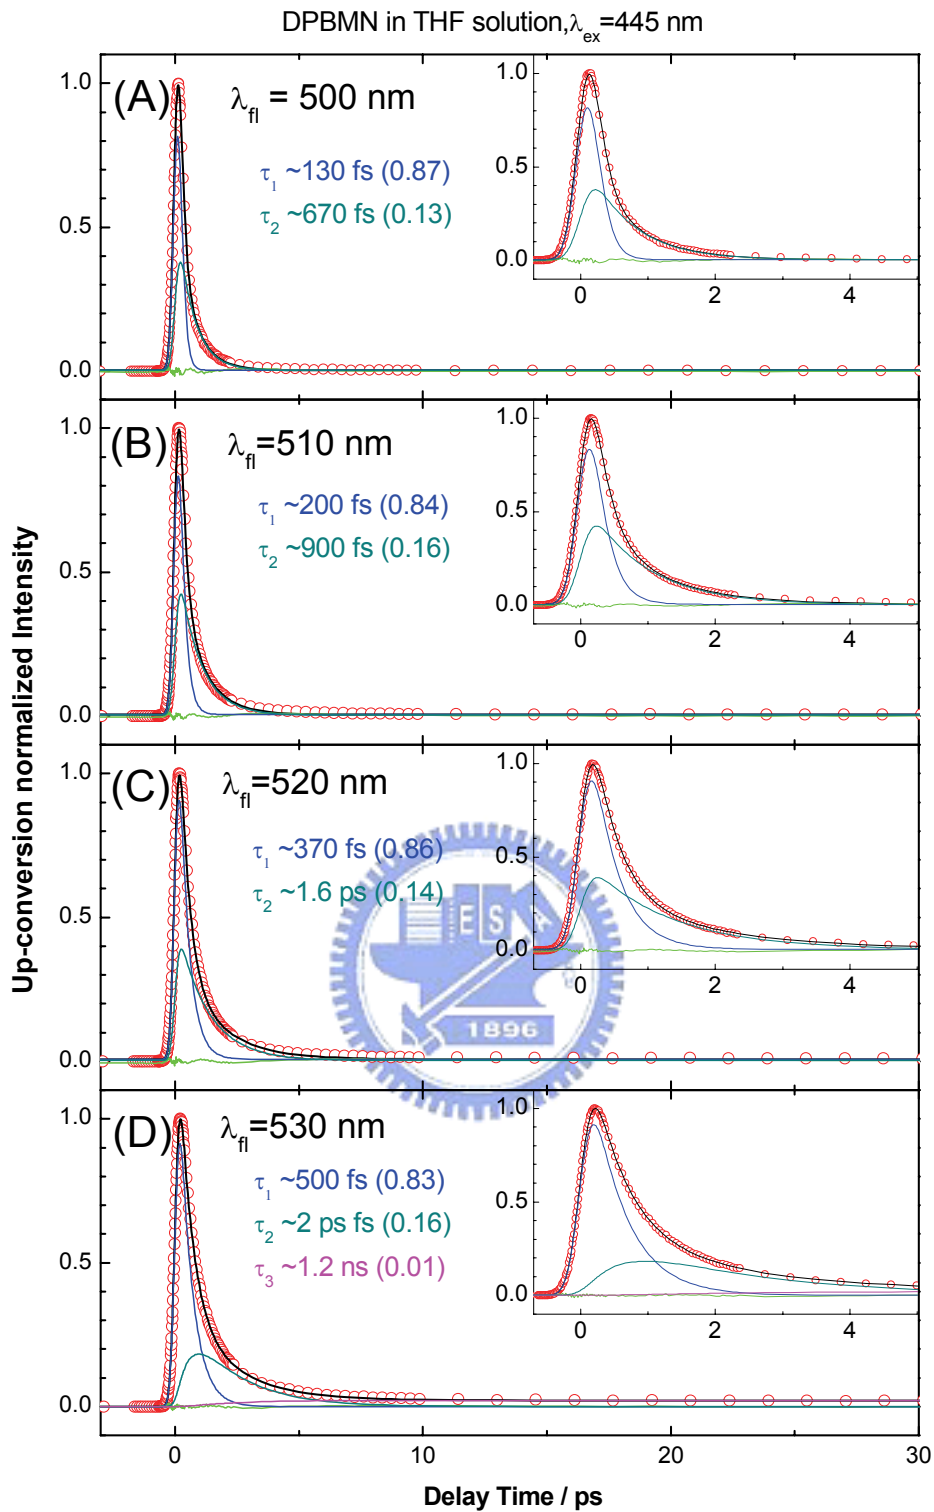 DPBMN in THF solution,λex=445 nm
(A) λfl = 500 nm
τ1 ~130 fs (0.87)
τ2 ~670 fs (0.13)
1.0
0.5
0.0
1.0
0.5
0.0
0 2 4
(B) λfl=510 nm
τ1 ~200 fs (0.84)
τ2 ~900 fs (0.16)
1.0
0.5
0.0
1.0
0.5
0.0
0 2 4
(C) λfl=520 nm
τ1 ~370 fs (0.86)
τ2 ~1.6 ps (0.14)
1.0
0.5
0.0
1.0
0.5
0.0
0 2 4
E S
1896
(D) λfl=530 nm
τ1 ~500 fs (0.83)
τ2 ~2 ps fs (0.16)
τ3 ~1.2 ns (0.01)
1.0
0.5
0.0
1.0
0.5
0.0
0 2 4
0 10 20 30
Up-conversion normalized Intensity
Delay Time / ps